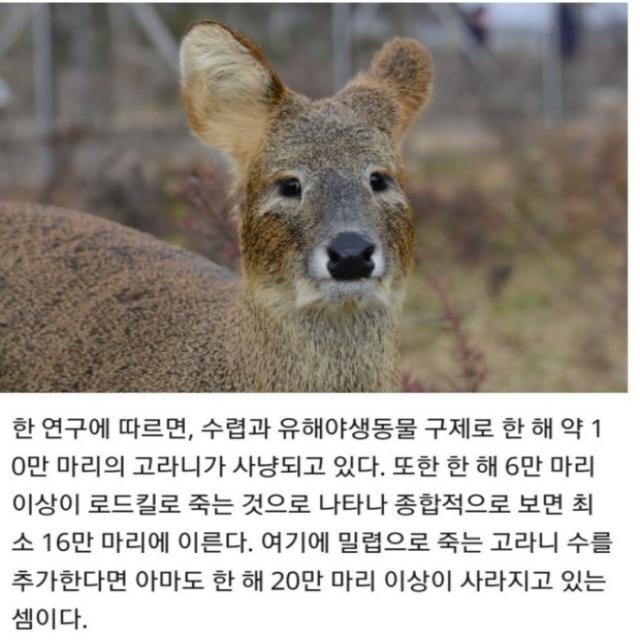 한 연구에 따르면, 수렵과 유해야생동물 구제로 한 해 약 1
0만 마리의 고라니가 사냥되고 있다. 또한 한 해 6만 마리
이상이 로드킬로 죽는 것으로 나타나 종합적으로 보면 최
소 16만 마리에 이른다. 여기에 밀렵으로 죽는 고라니 수를
추가한다면 아마도 한 해 20만 마리 이상이 사라지고 있는
셈이다.